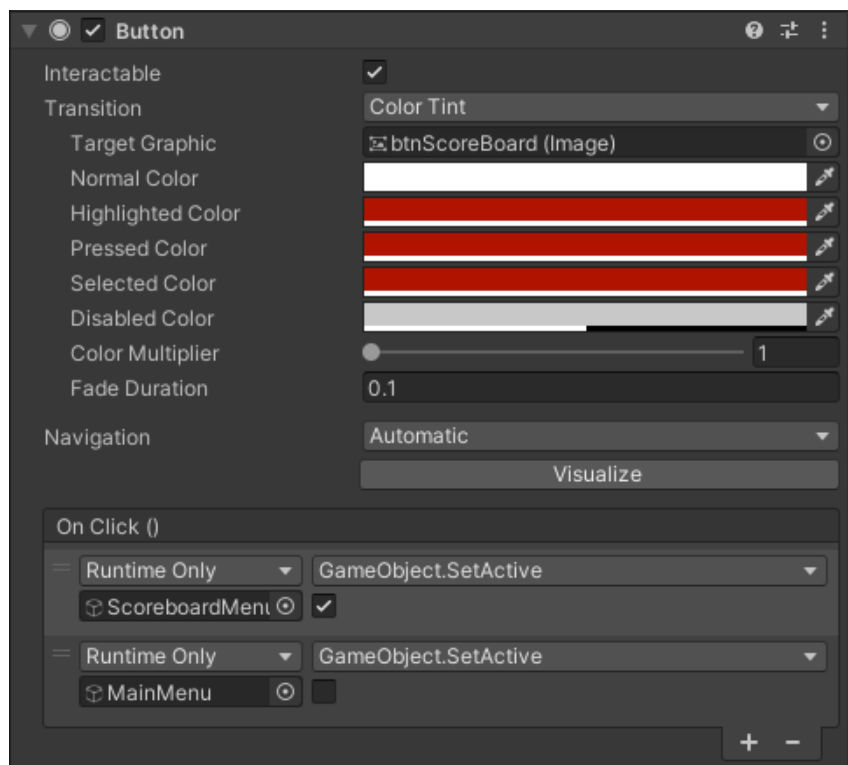 Button
Interactable
Transition Color Tint
Target Graphic btnScoreBoard (Image)
Normal Color
Highlighted Color
Pressed Color
Selected Color
Disabled Color
Color Multiplier 1
Fade Duration 0.1
Navigation Automatic
Visualize
On Click ()
Runtime Only GameObject.SetActive
ScoreboardMenu
Runtime Only GameObject.SetActive
MainMenu